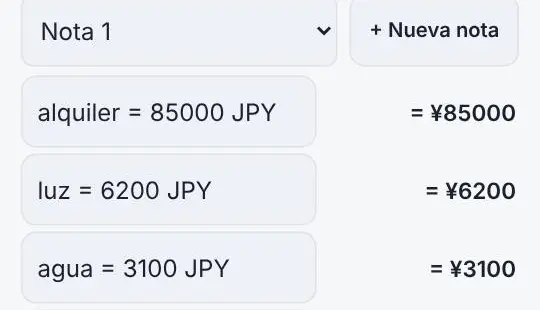 Nota 1 + Nueva nota
alquiler = 85000 JPY = ¥85000
luz = 6200 JPY = ¥6200
agua = 3100 JPY = ¥3100